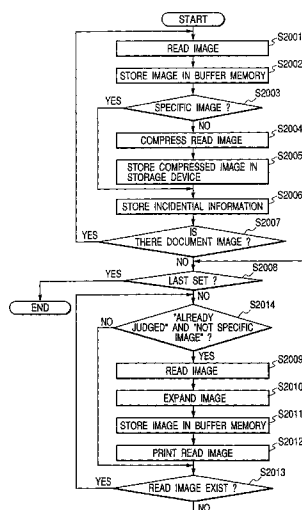 START
READ IMAGE
S2001
STORE IMAGE IN BUFFER MEMORY
S2002
SPECIFIC IMAGE ?
S2003
YES
NO
COMPRESS READ IMAGE
S2004
STORE COMPRESSED IMAGE IN
STORAGE DEVICE
S2005
STORE INCIDENTIAL INFORMATION
S2006
IS
THERE DOCUMENT IMAGE ?
S2007
YES
NO
LAST SET ?
S2008
YES
NO
END
"ALREADY
JUDGED" AND "NOT SPECIFIC
IMAGE" ?
S2014
NO
YES
READ IMAGE
S2009
EXPAND IMAGE
S2010
STORE IMAGE IN BUFFER MEMORY
S2011
PRINT READ IMAGE
S2012
READ IMAGE EXIST ?
S2013
YES
NO